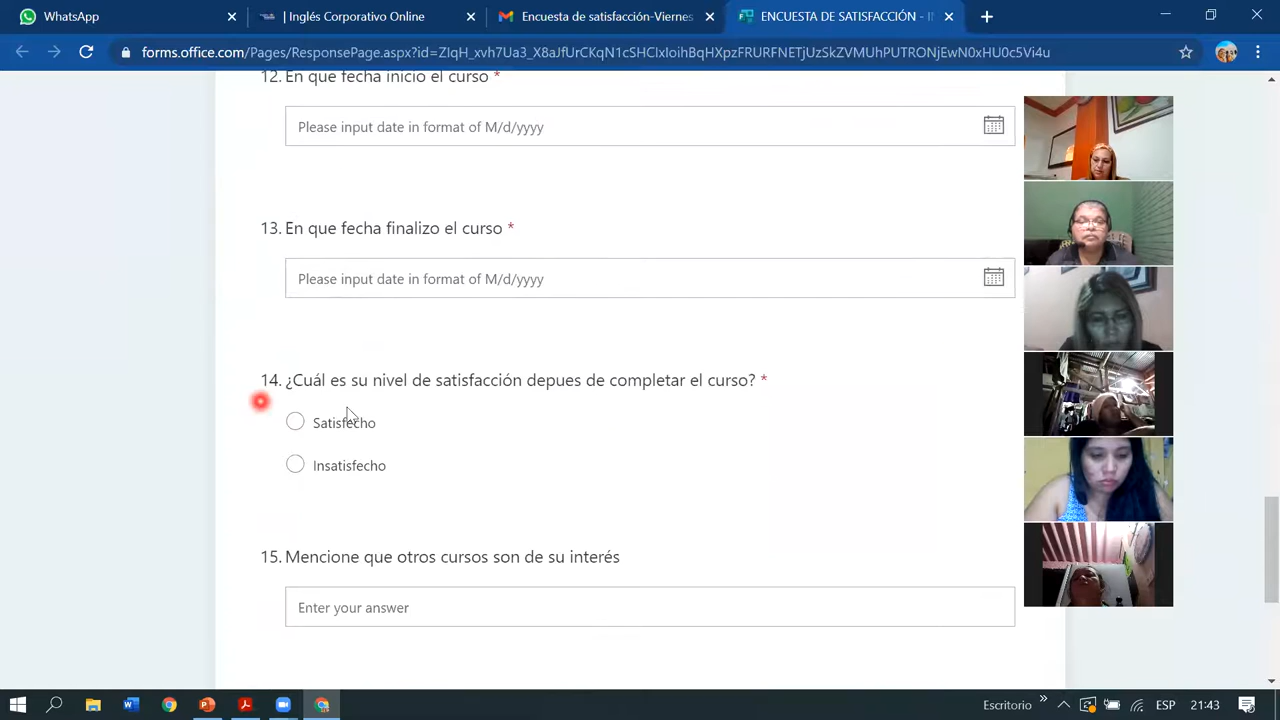 WhatsApp
| Inglés Corporativo Online
Encuesta de satisfacción-Viernes
ENCUESTA DE SATISFACCIÓN - I
forms.office.com/Pages/ResponsePage.aspx?id=ZIqH_xvh7Ua3_X8aJfUrCKqN1cSHCIxIoihBqHXpzFRURFNETjUzSkZVMUhPUTRONjEwN0xHU0c5Vi4u
12. En que fecha inicio el curso *
Please input date in format of M/d/yyyy
13. En que fecha finalizo el curso *
Please input date in format of M/d/yyyy
14. ¿Cuál es su nivel de satisfacción depues de completar el curso? *
Satisfecho
Insatisfecho
15. Mencione que otros cursos son de su interés
Enter your answer
Escritorio
ESP
21:43